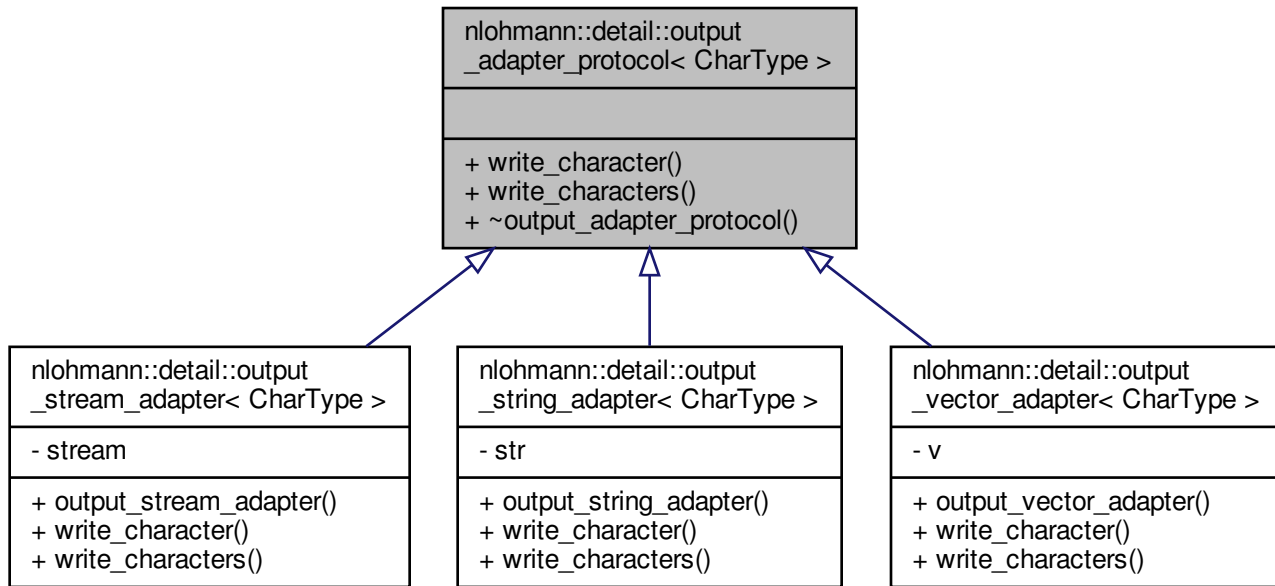 nlohmann::detail::output
_adapter_protocol< CharType >
+ write_character()
+ write_characters()
+ ~output_adapter_protocol()
nlohmann::detail::output
_stream_adapter< CharType >
- stream
+ output_stream_adapter()
+ write_character()
+ write_characters()
nlohmann::detail::output
_string_adapter< CharType >
- str
+ output_string_adapter()
+ write_character()
+ write_characters()
nlohmann::detail::output
_vector_adapter< CharType >
- v
+ output_vector_adapter()
+ write_character()
+ write_characters()